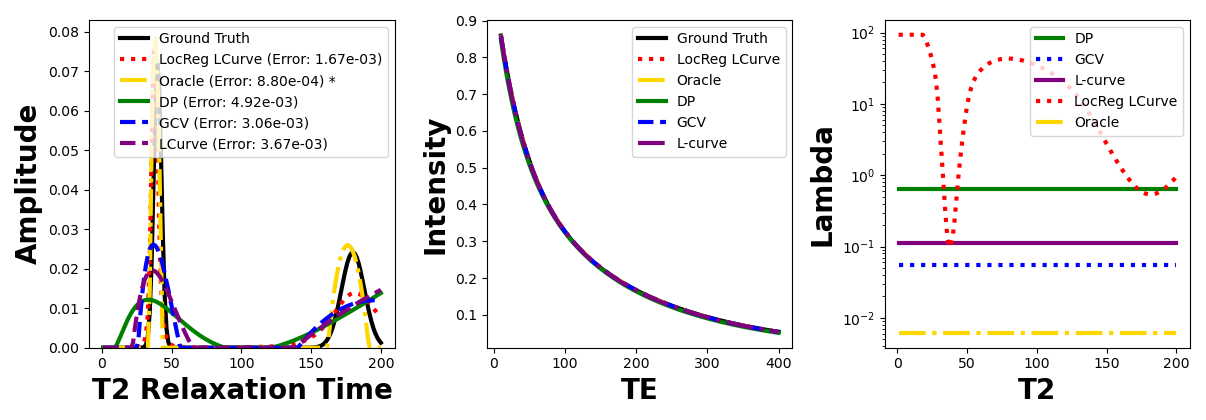 Amplitude
0.08
0.07
0.06
0.05
0.04
0.03
0.02
0.01
0.00
0
50
100
150
200
T2 Relaxation Time
Ground Truth
LocReg LCurve (Error: 1.67e-03)
Oracle (Error: 8.80e-04) *
DP (Error: 4.92e-03)
GCV (Error: 3.06e-03)
LCurve (Error: 3.67e-03)
Intensity
0.9
0.8
0.7
0.6
0.5
0.4
0.3
0.2
0.1
0
100
200
300
400
TE
Ground Truth
LocReg LCurve
Oracle
DP
GCV
L-curve
Lambda
10²
10¹
10⁰
10⁻¹
10⁻²
0
50
100
150
200
T2
DP
GCV
L-curve
LocReg LCurve
Oracle